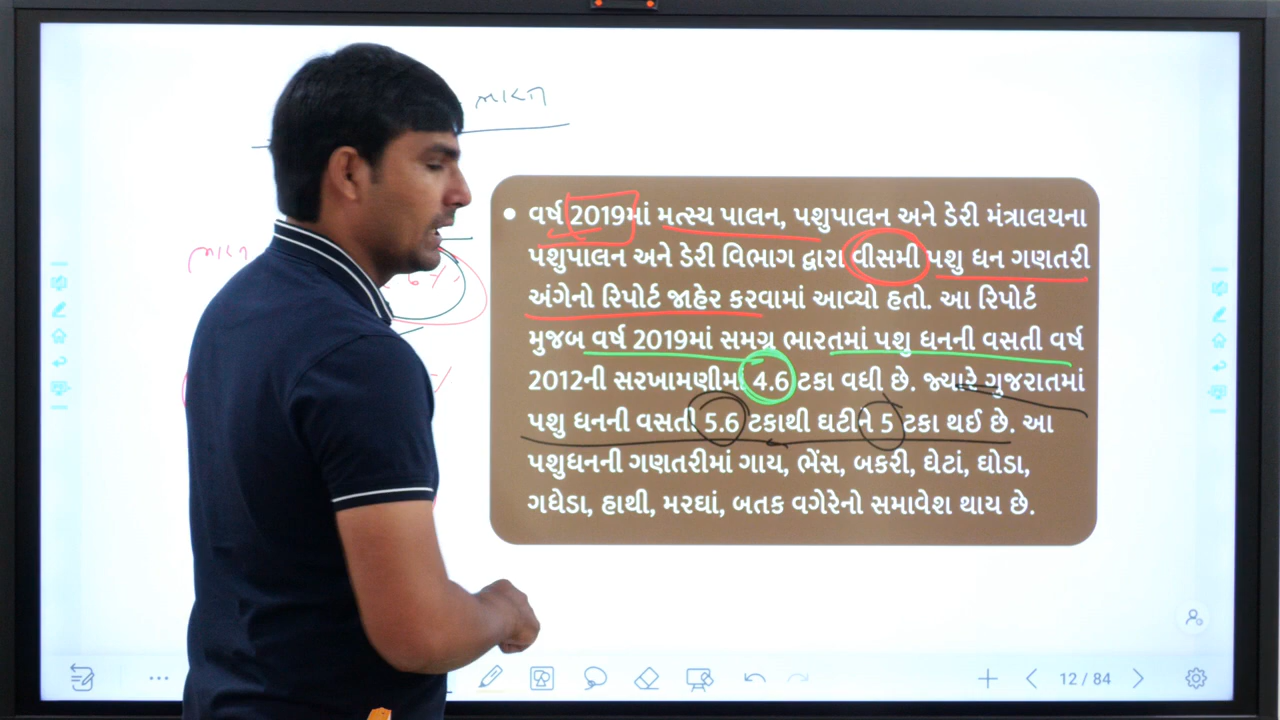 ભારત
• વર્ષ 2019માં મત્સ્ય પાલન, પશુપાલન અને ડેરી મંત્રાલયના
પશુપાલન અને ડેરી વિભાગ દ્વારા વીસમી પશુ ધન ગણતરી
અંગેનો રિપોર્ટ જાહેર કરવામાં આવ્યો હતો. આ રિપોર્ટ
મુજબ વર્ષ 2019માં સમગ્ર ભારતમાં પશુ ધનની વસતી વર્ષ
2012ની સરખામણીમાં 4.6 ટકા વધી છે. જ્યારે ગુજરાતમાં
પશુ ધનની વસતી 5.6 ટકાથી ઘટીને 5 ટકા થઈ છે. આ
પશુધનની ગણતરીમાં ગાય, ભેંસ, બકરી, ઘેટાં, ઘોડા,
ગધેડા, હાથી, મરઘાં, બતક વગેરેનો સમાવેશ થાય છે.
ભારત
12 / 84